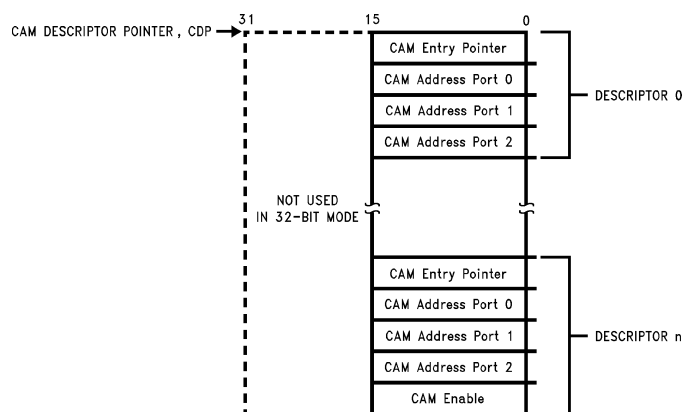 31 15 0
CAM DESCRIPTOR POINTER, CDP
CAM Entry Pointer
CAM Address Port 0
CAM Address Port 1
CAM Address Port 2
DESCRIPTOR 0
NOT USED
IN 32-BIT MODE
CAM Entry Pointer
CAM Address Port 0
CAM Address Port 1
CAM Address Port 2
CAM Enable
DESCRIPTOR n